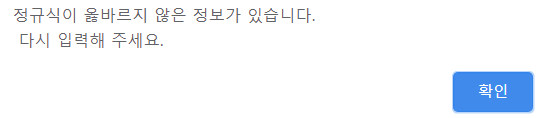 정규식이 옳바르지 않은 정보가 있습니다.
다시 입력해 주세요.
확인